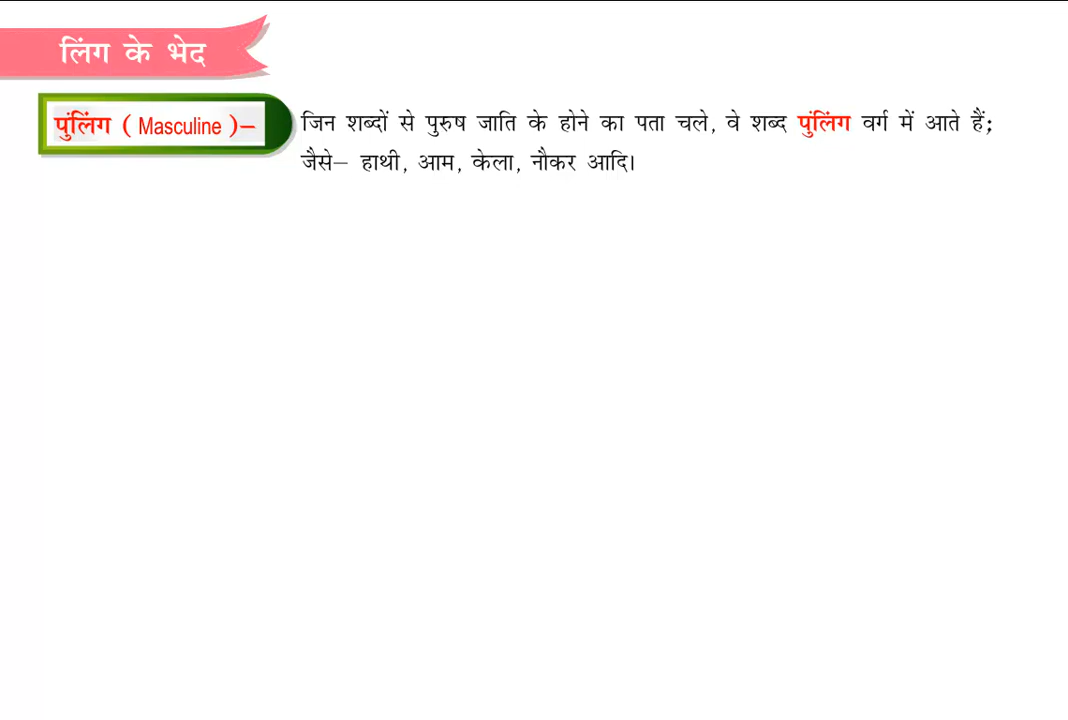 लिंग के भेद
पुंलिंग ( Masculine )– जिन शब्दों से पुरुष जाति के होने का पता चले, वे शब्द पुंलिंग वर्ग में आते हैं;
जैसे– हाथी, आम, केला, नौकर आदि।